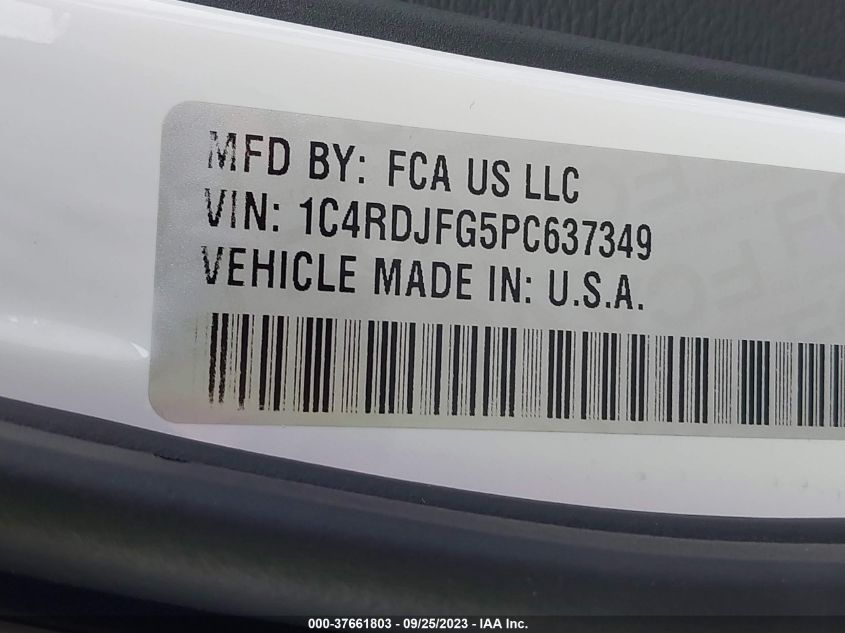 MFD BY: FCA US LLC
VIN: 1C4RDJFG5PC637349
VEHICLE MADE IN: U.S.A.
000-37661803 - 09/25/2023 - IAA Inc.